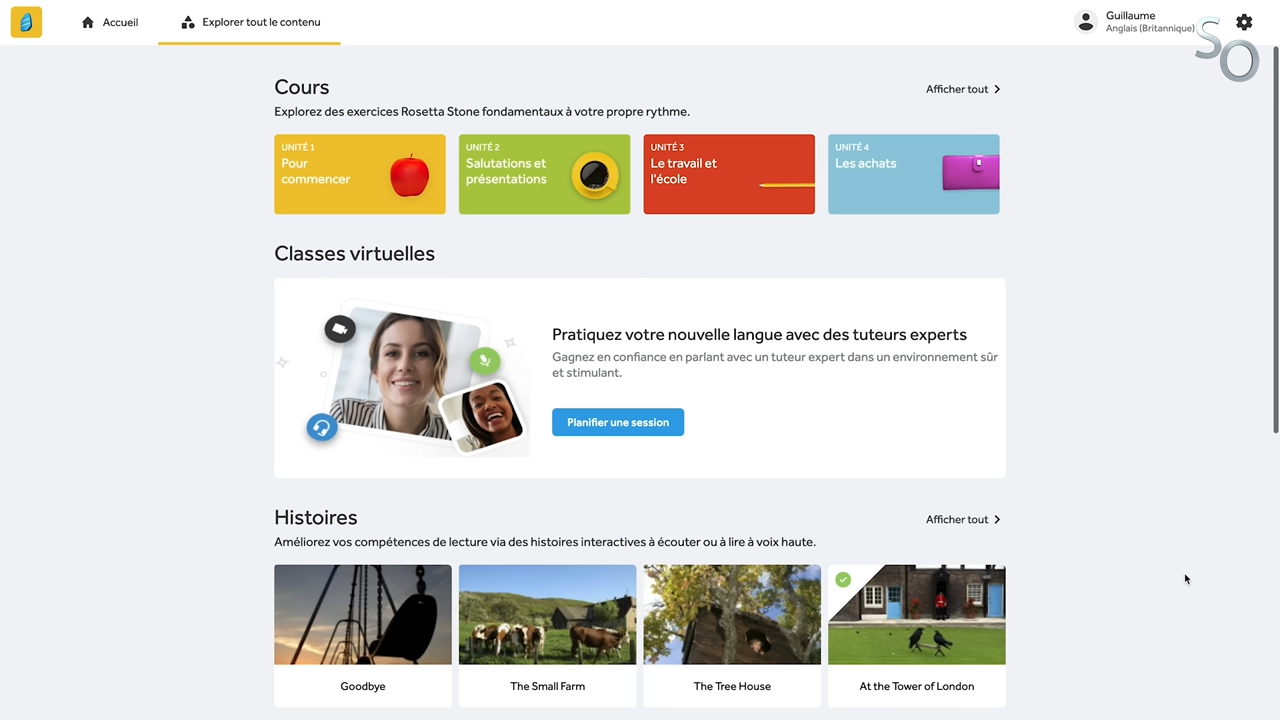 Accueil
Explorer tout le contenu
Guillaume
Anglais (Britannique)
SO
Cours
Afficher tout
Explorez des exercices Rosetta Stone fondamentaux à votre propre rythme.
UNITÉ 1
Pour
commencer
UNITÉ 2
Salutations et
présentations
UNITÉ 3
Le travail et
l'école
UNITÉ 4
Les achats
Classes virtuelles
Pratiquez votre nouvelle langue avec des tuteurs experts
Gagnez en confiance en parlant avec un tuteur expert dans un environnement sûr
et stimulant.
Planifier une session
Histoires
Afficher tout
Améliorez vos compétences de lecture via des histoires interactives à écouter ou à lire à voix haute.
Goodbye
The Small Farm
The Tree House
At the Tower of London